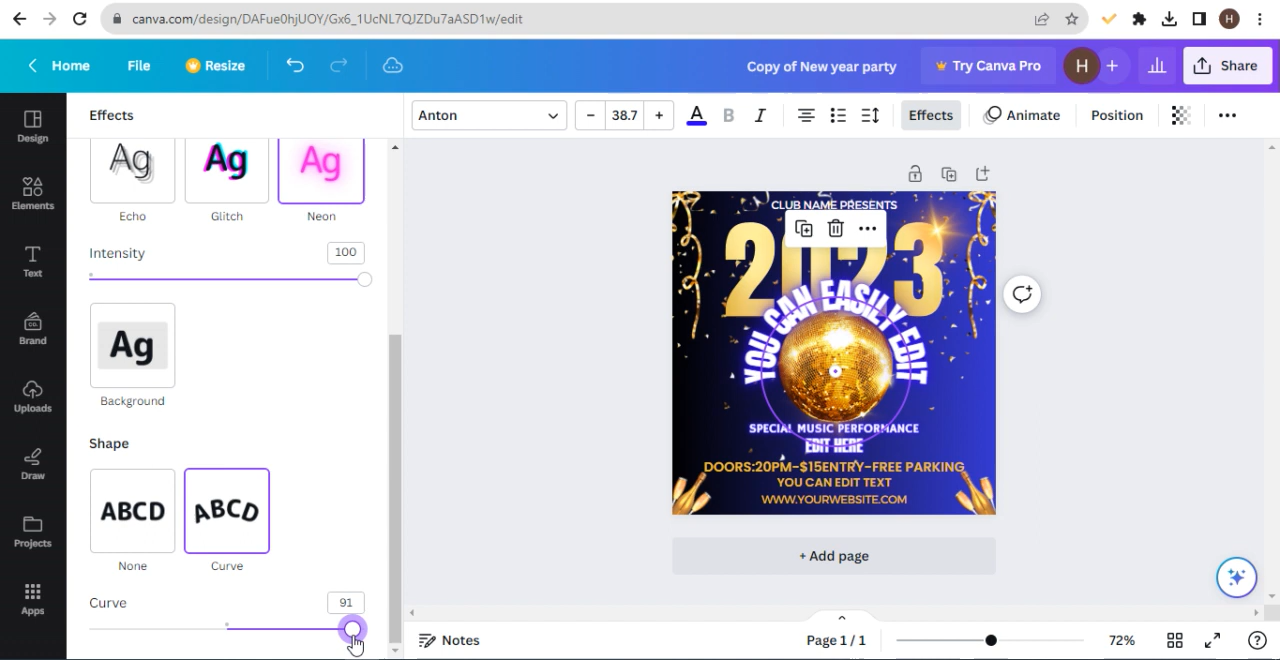 canva.com/design/DAFue0hjUOY/Gx6_1UcNL7QJZDu7aASD1w/edit
H
Home
File
Resize
Copy of New year party
Try Canva Pro
H
+
Share
Design
Elements
Text
Brand
Uploads
Draw
Projects
Apps
Effects
Ag
Ag
Ag
Echo
Glitch
Neon
Intensity
100
Ag
Background
Shape
ABCD
ABCD
None
Curve
Curve
91
Anton
- 38.7 +
A
B
I
Effects
Animate
Position
CLUB NAME PRESENTS
2023
YOU CAN EASILY EDIT
SPECIAL MUSIC PERFORMANCE
EDIT HERE
DOORS:20PM-$15ENTRY-FREE PARKING
YOU CAN EDIT TEXT
WWW.YOURWEBSITE.COM
+ Add page
Notes
Page 1 / 1
72%
?